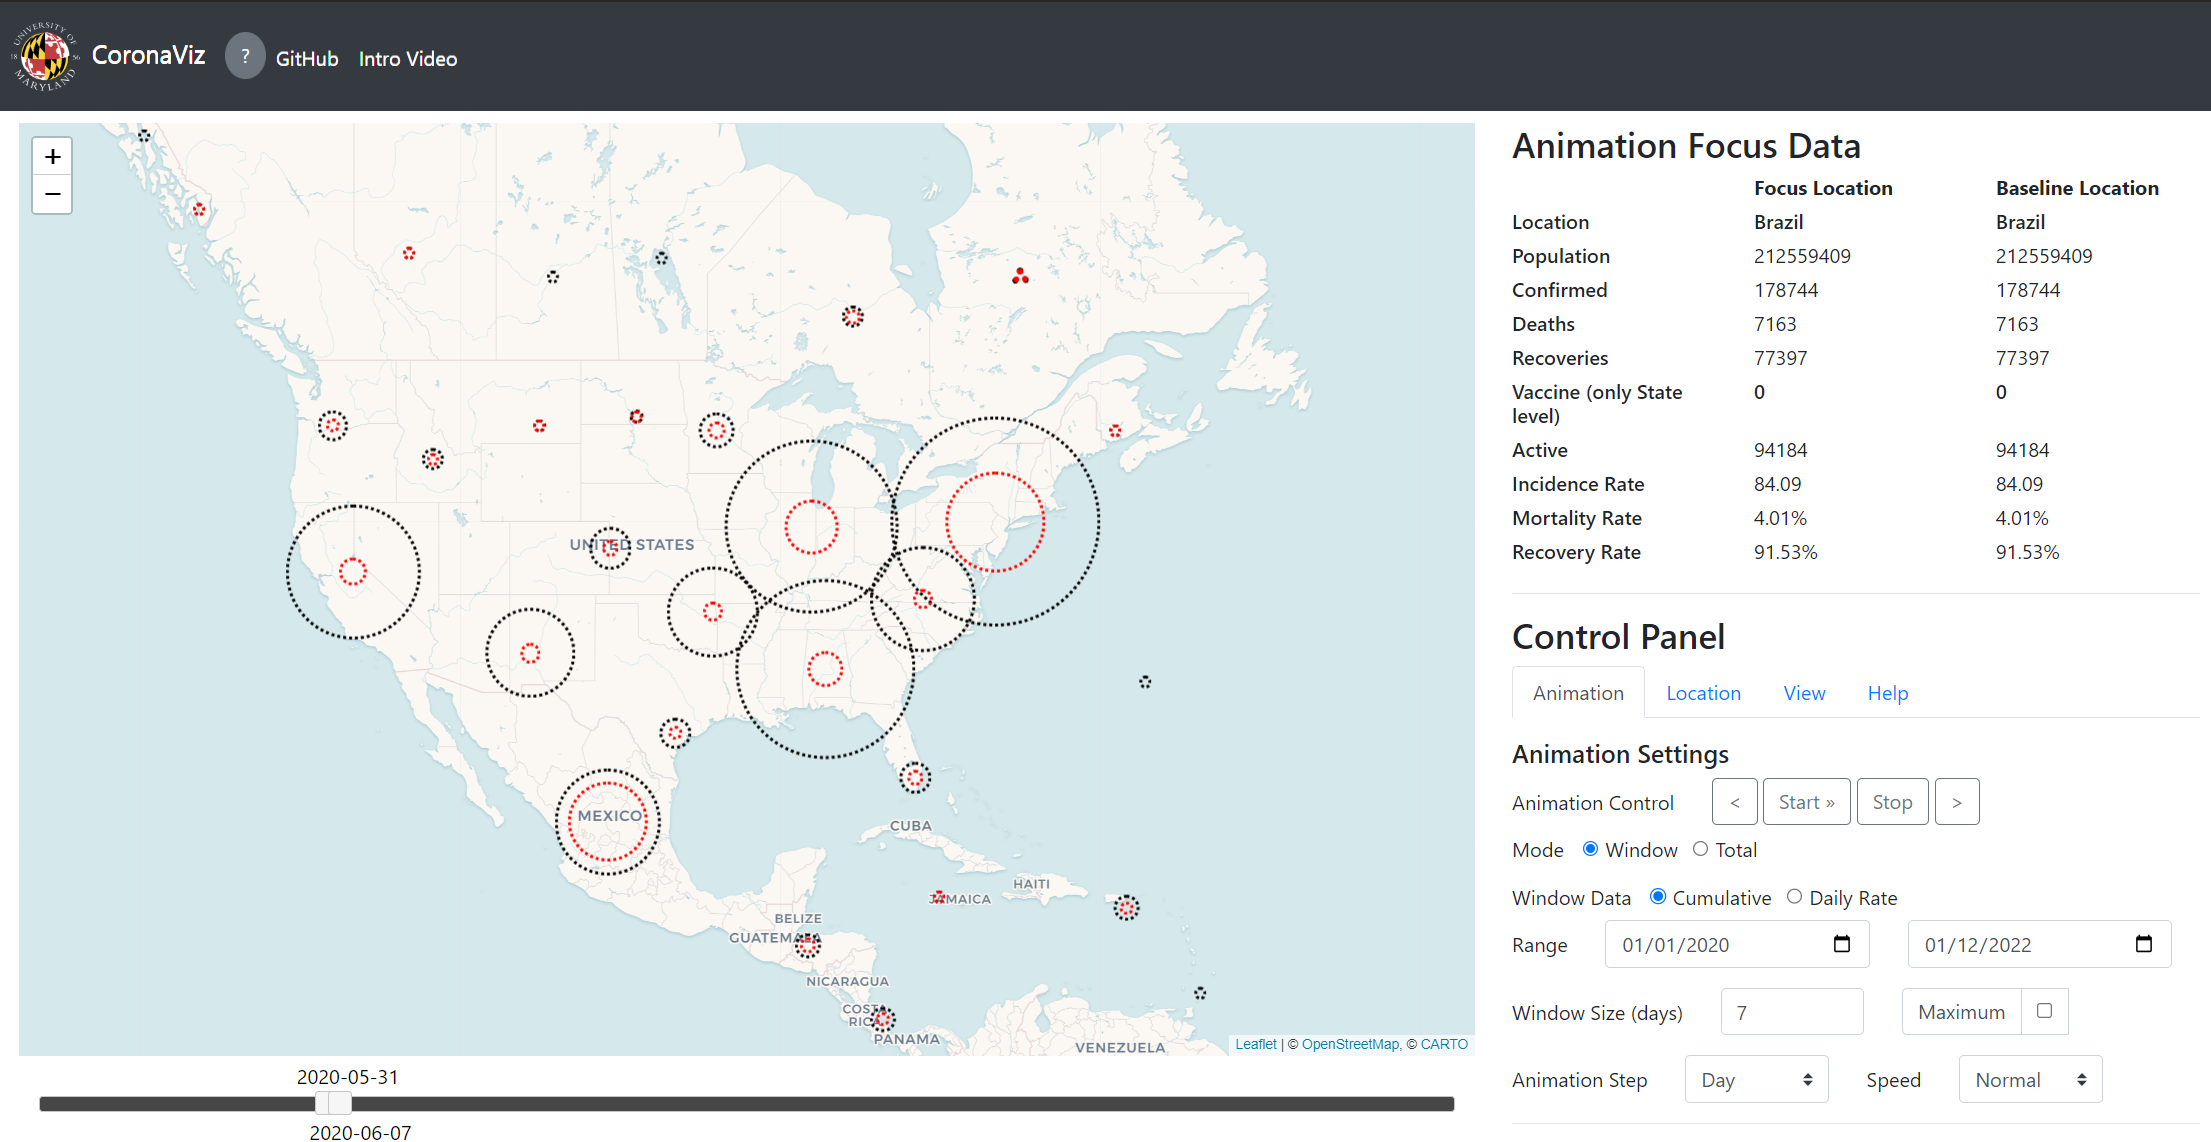 UNIVERSITY OF
18 56
MARYLAND
CoronaViz
?
GitHub
Intro Video
+
−
UNITED STATES
MEXICO
CUBA
HAITI
JAMAICA
BELIZE
GUATEMALA
NICARAGUA
COSTA
RICA
PANAMA
VENEZUELA
Leaflet | © OpenStreetMap, © CARTO
2020-05-31
2020-06-07
Animation Focus Data
Focus Location Baseline Location
Location Brazil Brazil
Population 212559409 212559409
Confirmed 178744 178744
Deaths 7163 7163
Recoveries 77397 77397
Vaccine (only State 0 0
level)
Active 94184 94184
Incidence Rate 84.09 84.09
Mortality Rate 4.01% 4.01%
Recovery Rate 91.53% 91.53%
Control Panel
Animation Location View Help
Animation Settings
Animation Control < Start » Stop >
Mode Window Total
Window Data Cumulative Daily Rate
Range 01/01/2020 01/12/2022
Window Size (days) 7 Maximum
Animation Step Day Speed Normal